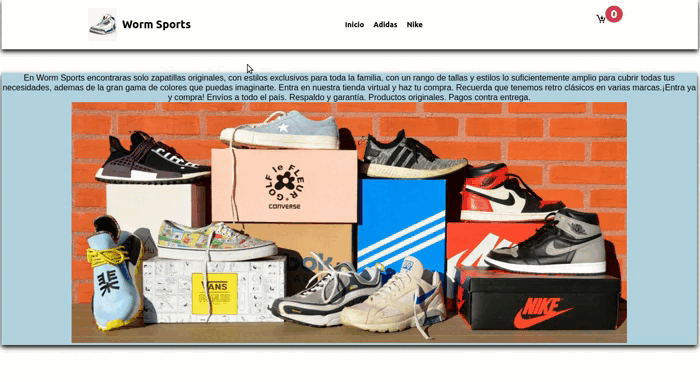 Worm Sports
Inicio Adidas Nike
0
En Worm Sports encontraras solo zapatillas originales, con estilos exclusivos para toda la familia, con un rango de tallas y estilos lo suficientemente amplio para cubrir todas tus
necesidades, ademas de la gran gama de colores que puedas imaginarte. Entra en nuestra tienda virtual y haz tu compra. Recuerda que tenemos retro clásicos en varias marcas.¡Entra ya
y compra! Envíos a todo el país. Respaldo y garantía. Productos originales. Pagos contra entrega.
GOLF le FLEUR
CONVERSE
VANS
PEANUTS
NIKE